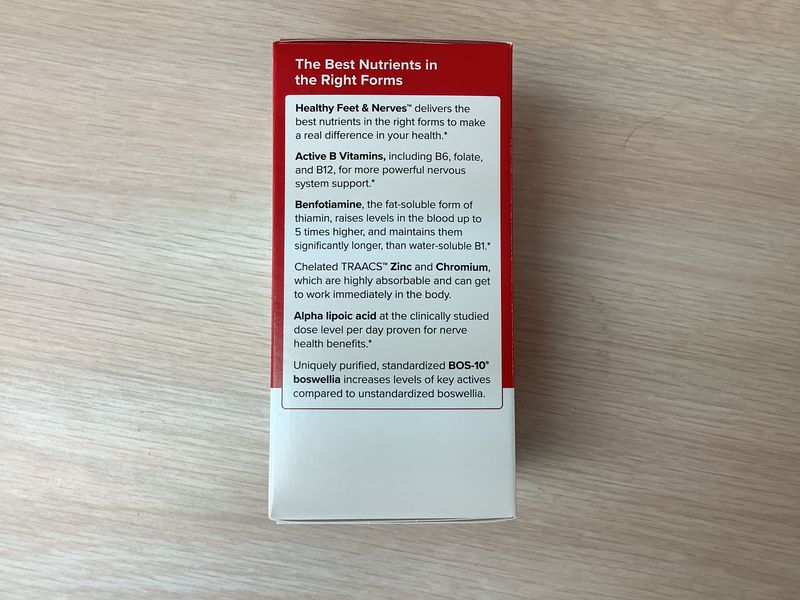 The Best Nutrients in
the Right Forms
Healthy Feet & Nerves™ delivers the
best nutrients in the right forms to make
a real difference in your health.*
Active B Vitamins, including B6, folate,
and B12, for more powerful nervous
system support.*
Benfotiamine, the fat-soluble form of
thiamin, raises levels in the blood up to
5 times higher, and maintains them
significantly longer, than water-soluble B1.*
Chelated TRAACS™ Zinc and Chromium,
which are highly absorbable and can get
to work immediately in the body.
Alpha lipoic acid at the clinically studied
dose level per day proven for nerve
health benefits.*
Uniquely purified, standardized BOS-10®
boswellia increases levels of key actives
compared to unstandardized boswellia.